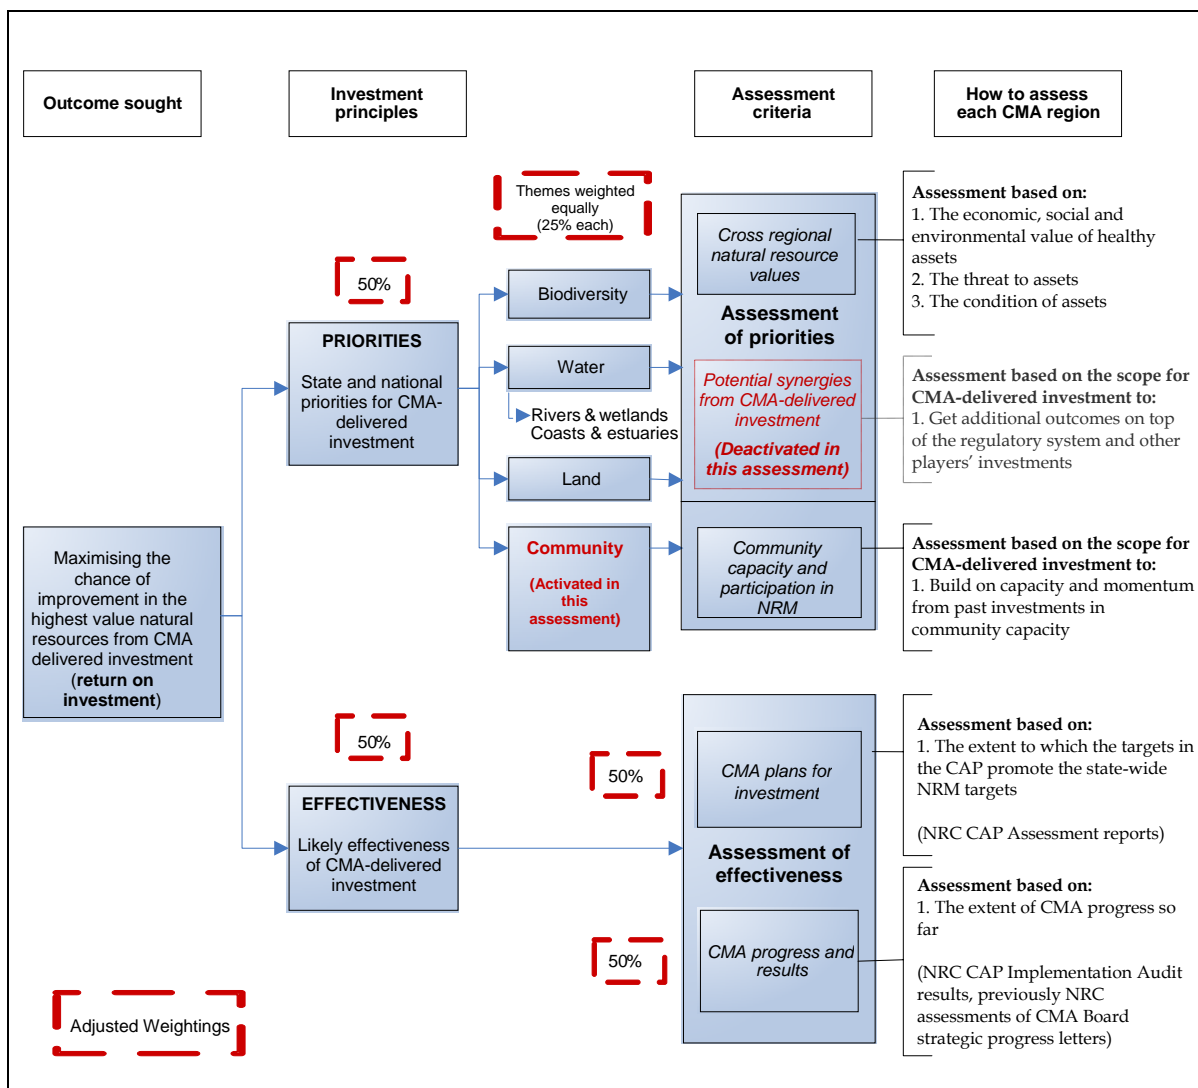 Outcome sought
Investment
principles
Assessment
criteria
How to assess
each CMA region
Themes weighted
equally
(25% each)
50%
PRIORITIES
State and national
priorities for CMA-
delivered
investment
Biodiversity
Water
Rivers & wetlands
Coasts & estuaries
Land
Community
(Activated in
this
assessment)
Cross regional
natural resource
values
Assessment
of priorities
Potential synergies
from CMA-delivered
investment
(Deactivated in
this assessment)
Community
capacity and
participation in
NRM
Assessment based on:
1. The economic, social and
environmental value of healthy
assets
2. The threat to assets
3. The condition of assets
Assessment based on the scope for
CMA-delivered investment to:
1. Get additional outcomes on top
of the regulatory system and other
players’ investments
Assessment based on the scope for
CMA-delivered investment to:
1. Build on capacity and momentum
from past investments in
community capacity
Maximising the
chance of
improvement in the
highest value natural
resources from CMA
delivered investment
(return on
investment)
50%
EFFECTIVENESS
Likely effectiveness
of CMA-delivered
investment
50%
CMA plans for
investment
Assessment of
effectiveness
50%
CMA progress and
results
Assessment based on:
1. The extent to which the targets in
the CAP promote the state-wide
NRM targets
(NRC CAP Assessment reports)
Assessment based on:
1. The extent of CMA progress so
far
(NRC CAP Implementation Audit
results, previously NRC
assessments of CMA Board
strategic progress letters)
Adjusted Weightings